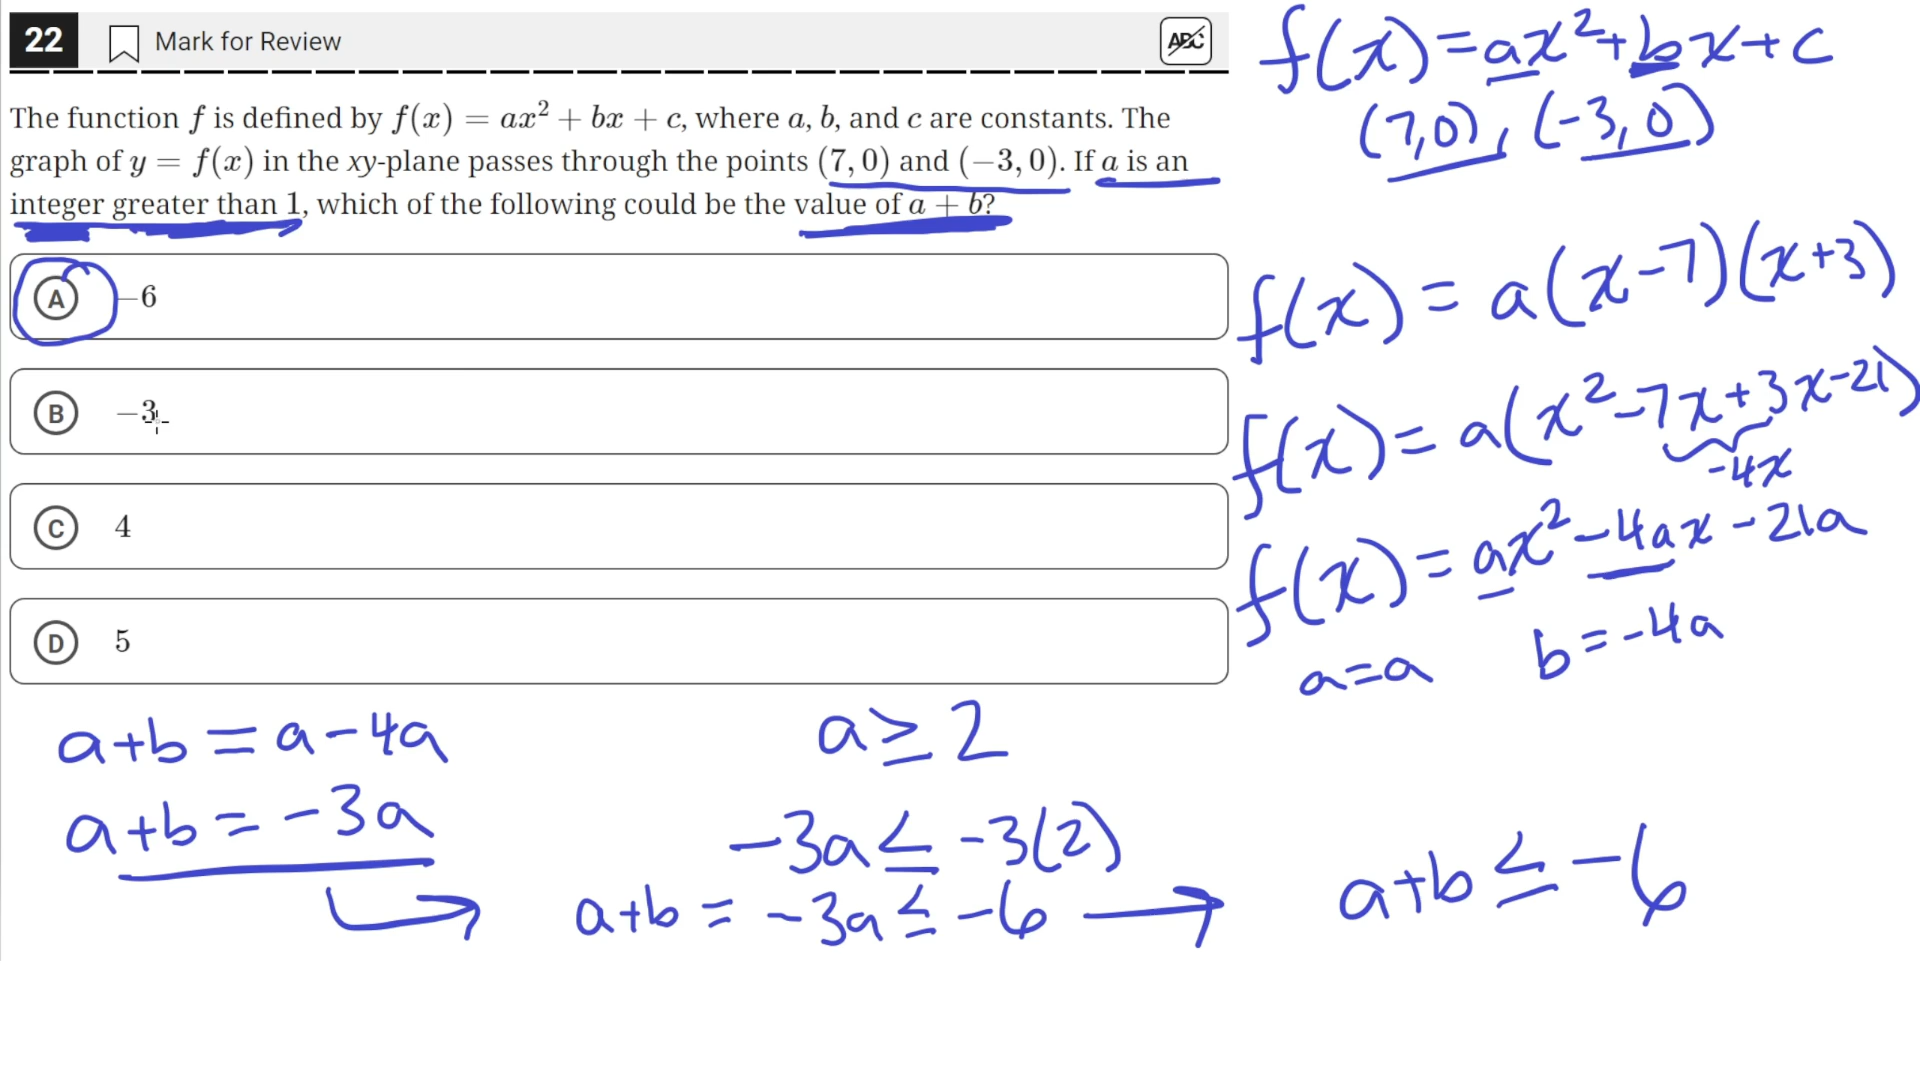 22 Mark for Review ABC
The function f is defined by f(x) = ax² + bx + c, where a, b, and c are constants. The
graph of y = f(x) in the xy-plane passes through the points (7, 0) and (−3, 0). If a is an
integer greater than 1, which of the following could be the value of a + b?
A −6
B −3
C 4
D 5
f(x)=ax²+bx+c
(7,0), (-3,0)
f(x)=a(x-7)(x+3)
f(x)=a(x²-7x+3x-21)
-4x
f(x)=ax²-4ax-21a
a=a b=-4a
a+b=a-4a
a+b=-3a
a≥2
-3a≤-3(2)
a+b=-3a≤-6
a+b≤-6